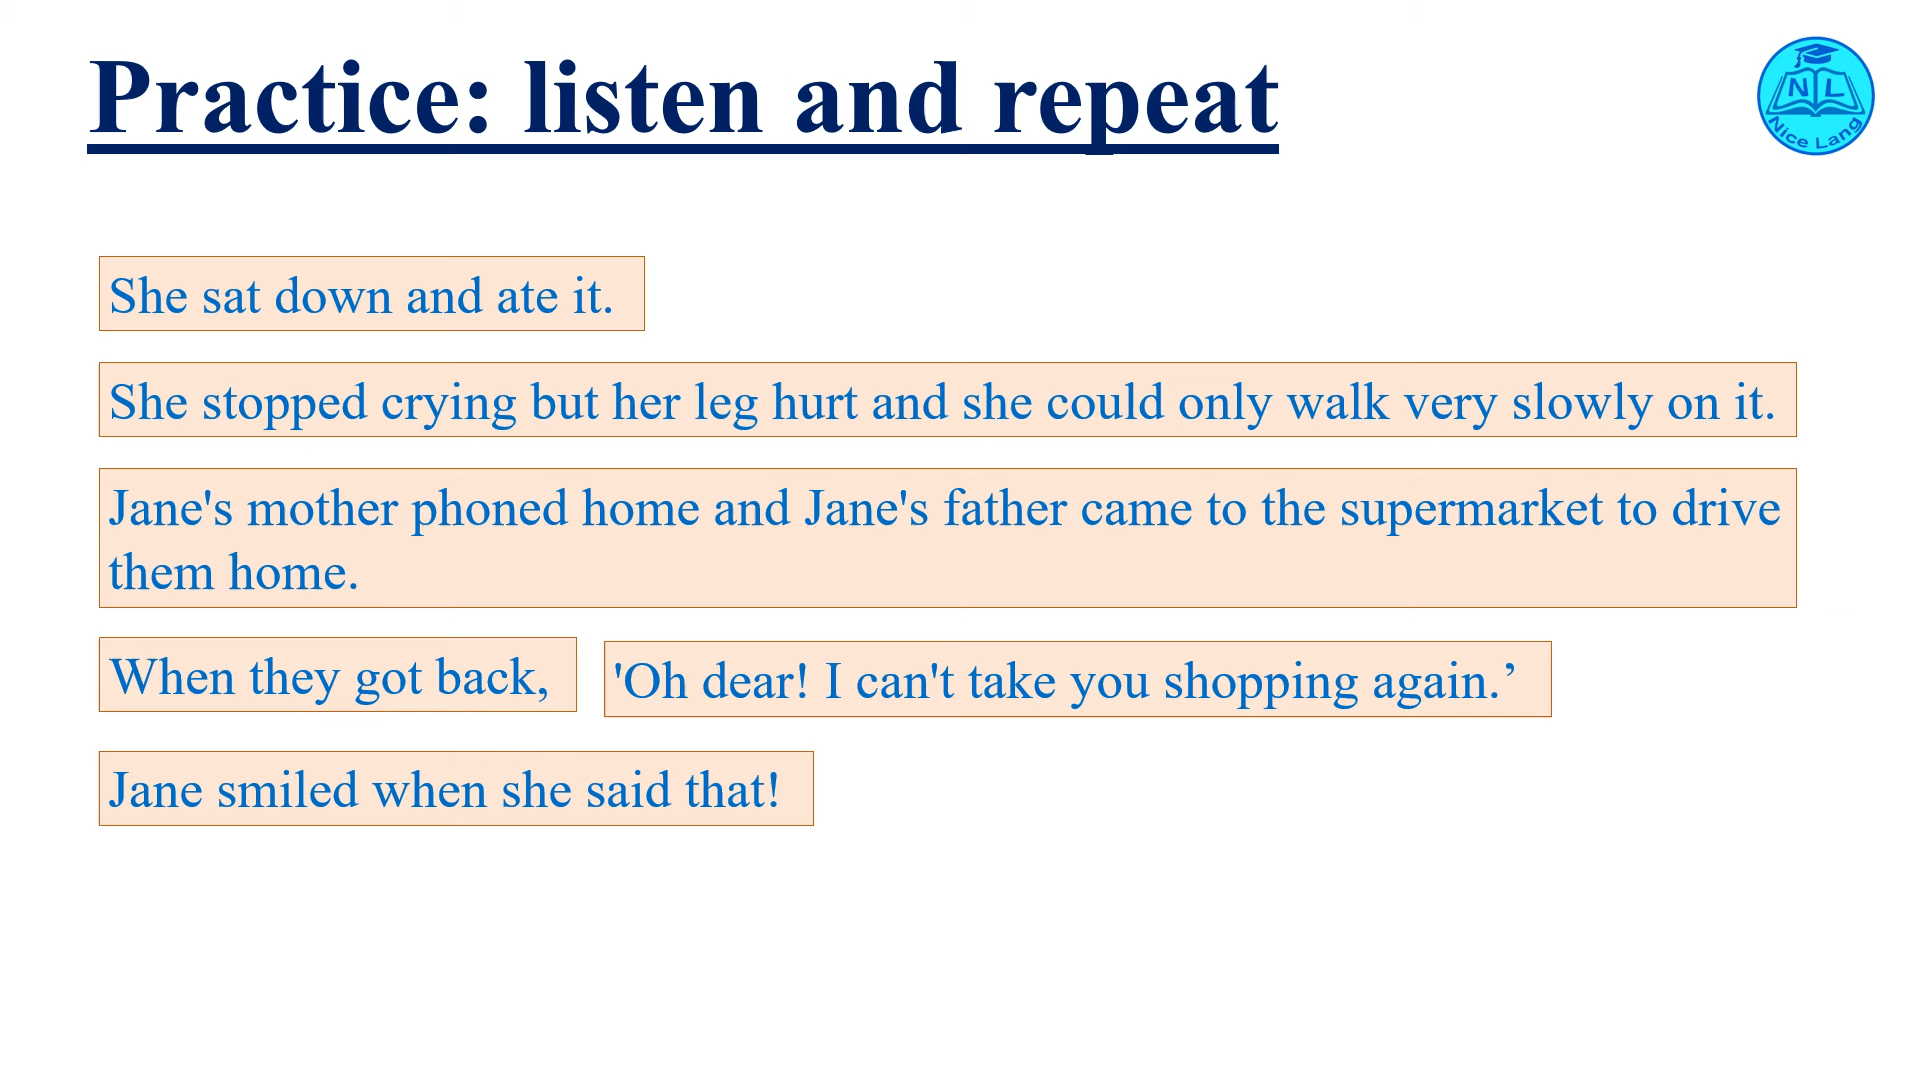 Practice: listen and repeat
N L
Nice Lang
She sat down and ate it.
She stopped crying but her leg hurt and she could only walk very slowly on it.
Jane's mother phoned home and Jane's father came to the supermarket to drive
them home.
When they got back,
'Oh dear! I can't take you shopping again.’
Jane smiled when she said that!